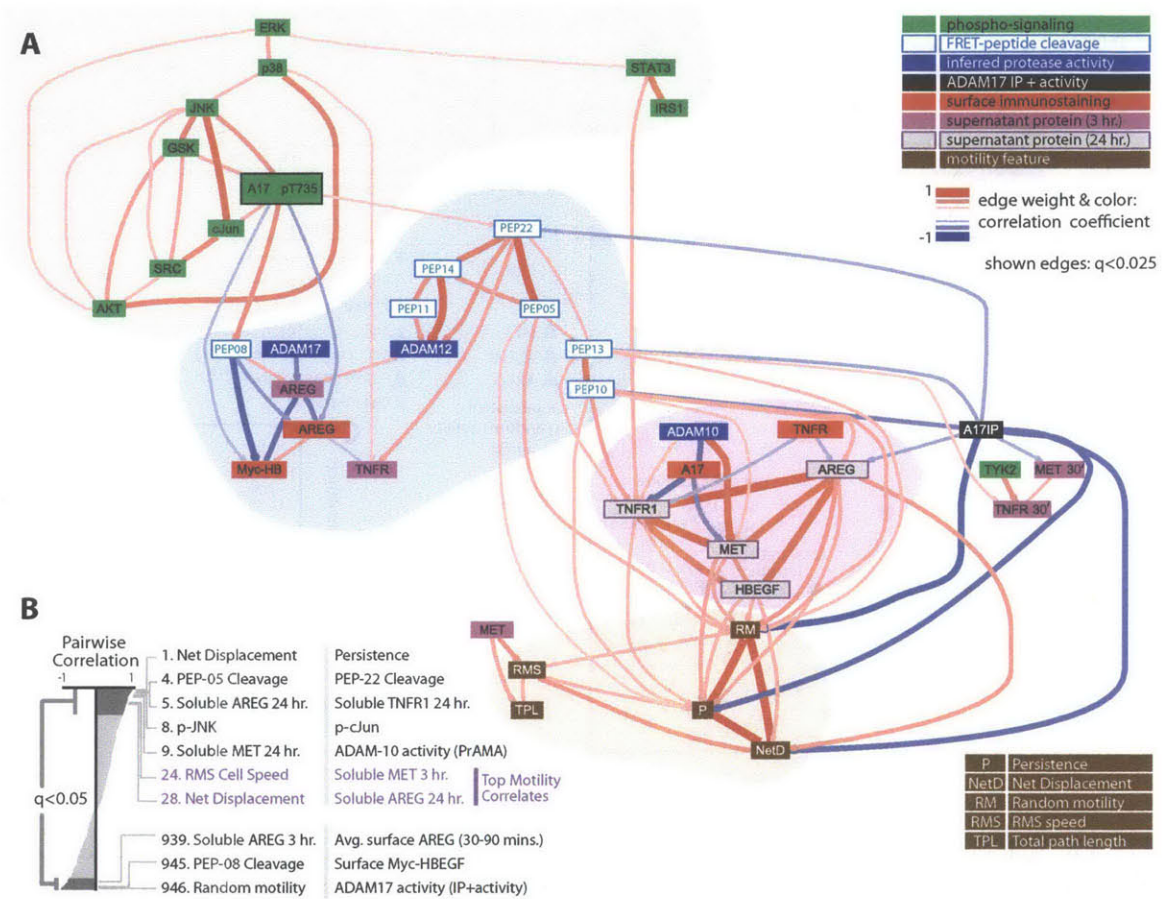 A
ERK
p38
STAT3
IRS1
JNK
GSK
A17 pT735
cJun
SRC
AKT
phospho-signaling
FRET-peptide cleavage
inferred protease activity
ADAM17 IP + activity
surface immunostaining
supernatant protein (3 hr.)
supernatant protein (24 hr.)
motility feature
1
-1
edge weight & color:
correlation coefficient
shown edges: q<0.025
PEP22
PEP14
PEP11
PEP05
PEP08
ADAM17
ADAM12
PEP13
AREG
PEP10
AREG
Myc-HB
TNFR
ADAM10
TNFR
A17IP
A17
AREG
TYK2
MET 30'
TNFR1
TNFR 30'
MET
HBEGF
MET
RM
RMS
TPL
P
NetD
B
Pairwise
Correlation
-1 1
q<0.05
1. Net Displacement Persistence
4. PEP-05 Cleavage PEP-22 Cleavage
5. Soluble AREG 24 hr. Soluble TNFR1 24 hr.
8. p-JNK p-cJun
9. Soluble MET 24 hr. ADAM-10 activity (PrAMA)
24. RMS Cell Speed Soluble MET 3 hr.
28. Net Displacement Soluble AREG 24 hr.
Top Motility
Correlates
939. Soluble AREG 3 hr. Avg. surface AREG (30-90 mins.)
945. PEP-08 Cleavage Surface Myc-HBEGF
946. Random motility ADAM17 activity (IP+activity)
P Persistence
NetD Net Displacement
RM Random motility
RMS RMS speed
TPL Total path length